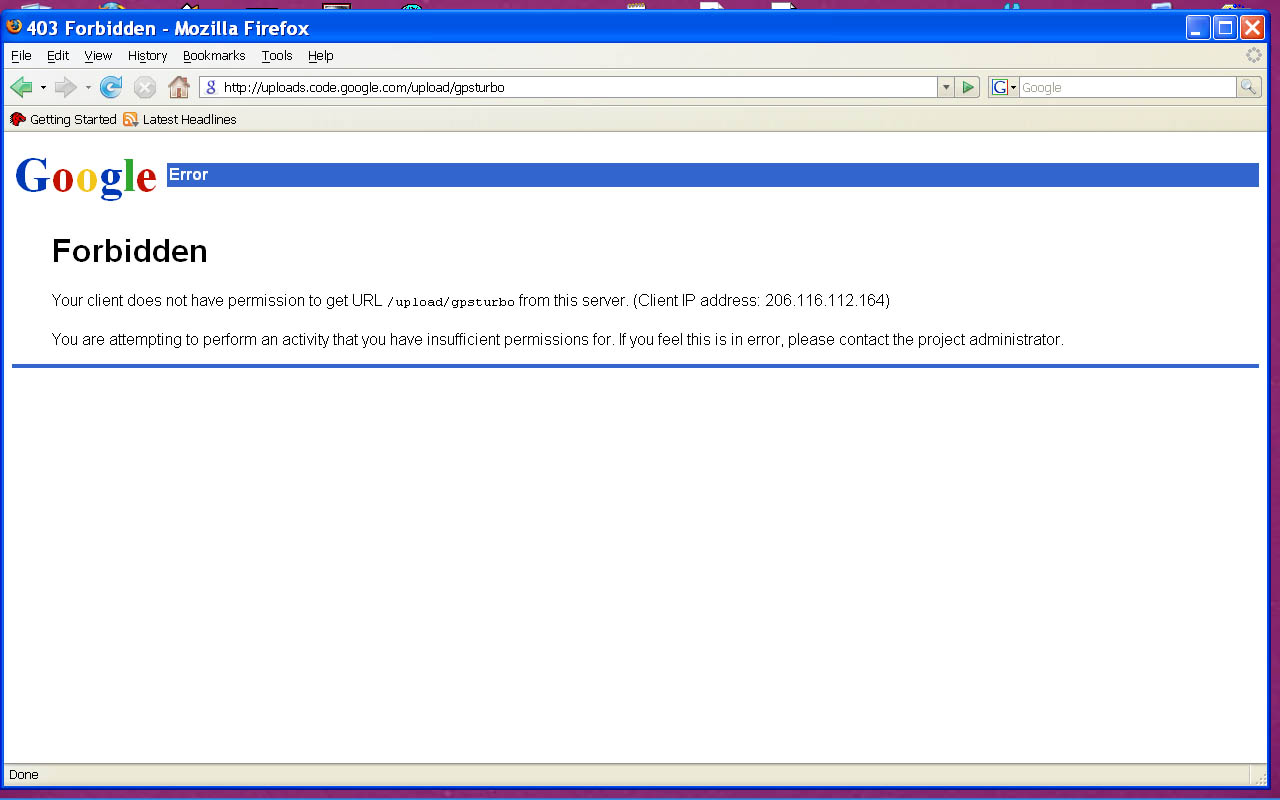 403 Forbidden - Mozilla Firefox
File Edit View History Bookmarks Tools Help
http://uploads.code.google.com/upload/gpsturbo
G Google
Getting Started Latest Headlines
Google Error
Forbidden
Your client does not have permission to get URL /upload/gpsturbo from this server. (Client IP address: 206.116.112.164)
You are attempting to perform an activity that you have insufficient permissions for. If you feel this is in error, please contact the project administrator.
Done